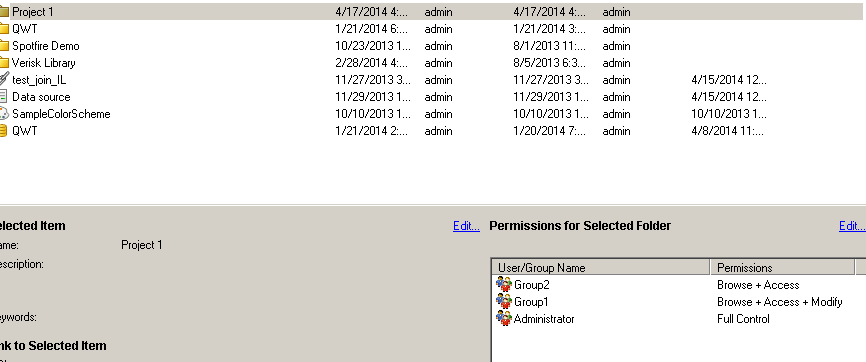 Project 1 4/17/2014 4:... admin 4/17/2014 4:... admin
QWT 1/21/2014 6:... admin 1/21/2014 3:... admin
Spotfire Demo 10/23/2013 1... admin 8/1/2013 11:... admin
Verisk Library 2/28/2014 4:... admin 8/5/2013 6:3... admin
test_join_IL 11/27/2013 3... admin 11/27/2013 3... admin 4/15/2014 12...
Data source 11/29/2013 1... admin 11/29/2013 1... admin 4/15/2014 12...
SampleColorScheme 10/10/2013 1... admin 10/10/2013 1... admin 10/10/2013 1...
QWT 1/21/2014 2:... admin 1/20/2014 7:... admin 4/8/2014 11:...
elected Item Edit... Permissions for Selected Folder Edit...
ame: Project 1
escription:
User/Group Name Permissions
Group2 Browse + Access
Group1 Browse + Access + Modify
eywords:
Administrator Full Control
nk to Selected Item